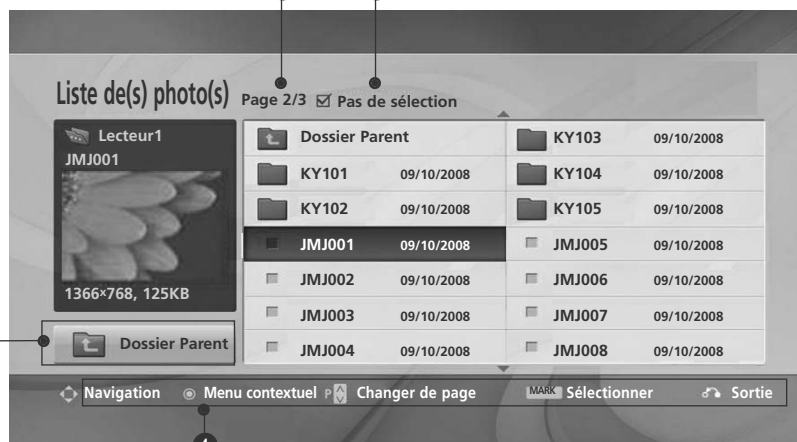 Liste de(s) photo(s) Page 2/3 Pas de sélection
Lecteur1
JMJ001
1366×768, 125KB
Dossier Parent
Dossier Parent
KY101 09/10/2008
KY102 09/10/2008
JMJ001 09/10/2008
JMJ002 09/10/2008
JMJ003 09/10/2008
JMJ004 09/10/2008
KY103 09/10/2008
KY104 09/10/2008
KY105 09/10/2008
JMJ005 09/10/2008
JMJ006 09/10/2008
JMJ007 09/10/2008
JMJ008 09/10/2008
Navigation Menu contextuel P Changer de page MARK Sélectionner Sortie